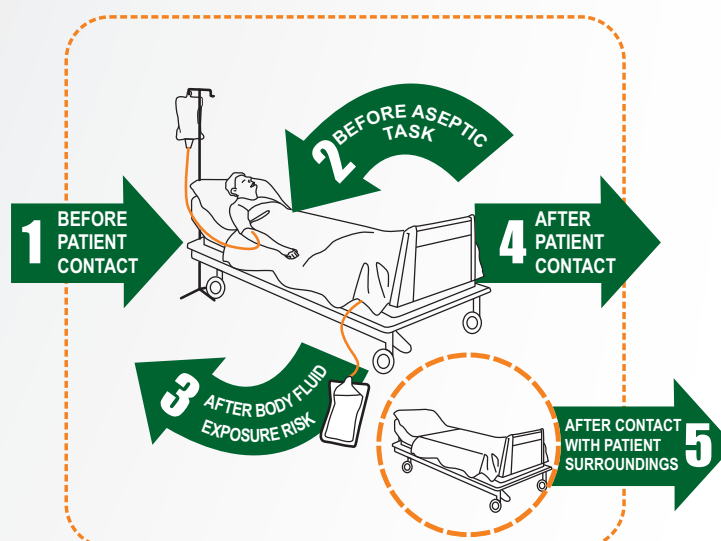 1 BEFORE
PATIENT
CONTACT
2 BEFORE ASEPTIC
TASK
3 AFTER BODY FLUID
EXPOSURE RISK
4 AFTER
PATIENT
CONTACT
AFTER CONTACT
WITH PATIENT
SURROUNDINGS 5